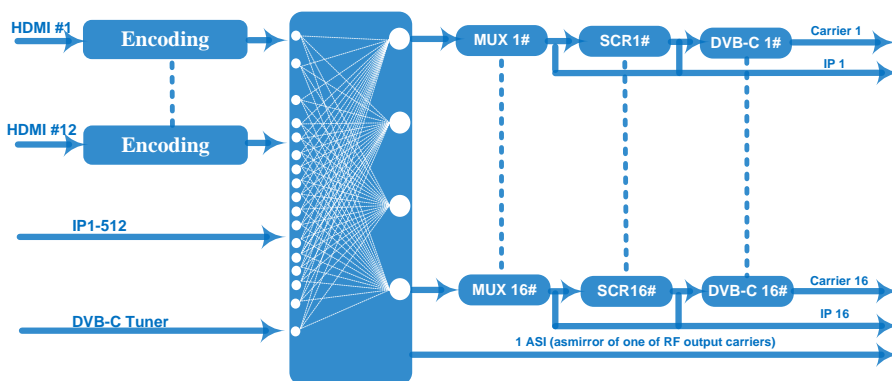 HDMI #1
Encoding
MUX 1#
SCR1#
DVB-C 1#
Carrier 1
IP 1
HDMI #12
Encoding
IP1-512
DVB-C Tuner
MUX 16#
SCR16#
DVB-C 16#
Carrier 16
IP 16
1 ASI (asmirror of one of RF output carriers)